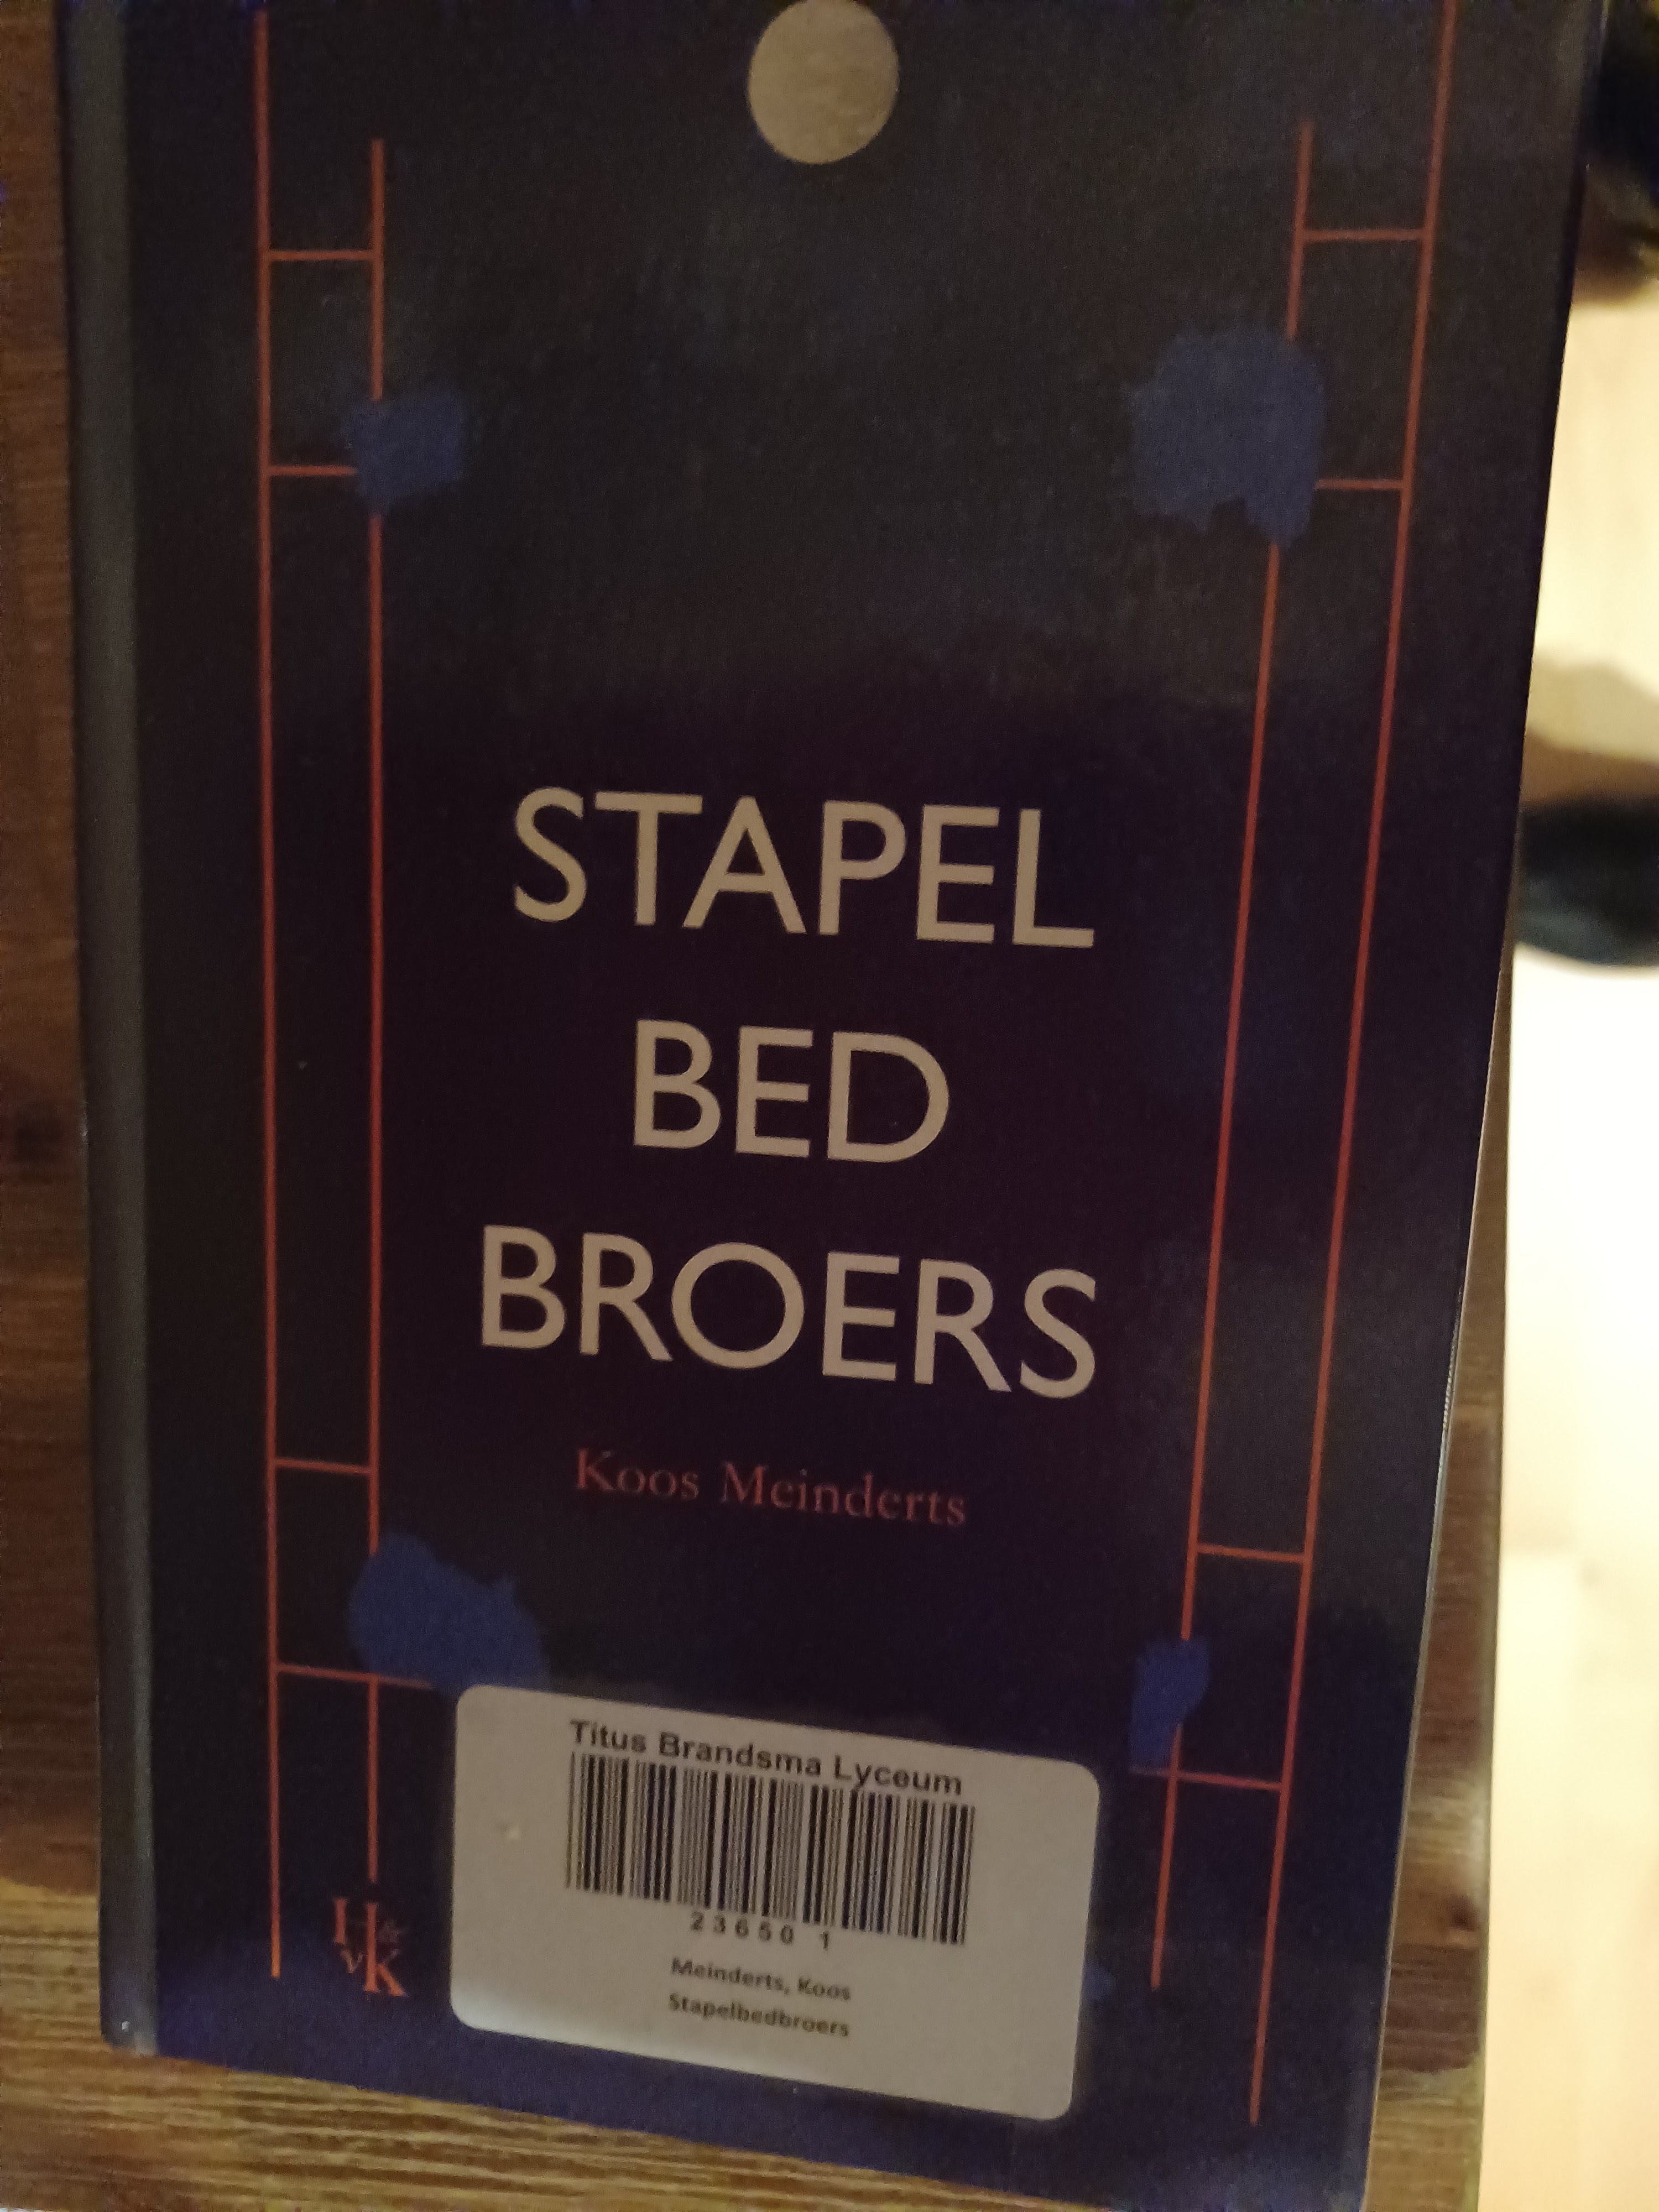 STAPEL
BED
BROERS
Koos Meinderts
Titus Brandsma Lyceum
23650 1
Meinderts, Koos
Stapelbedbroers
H&
vK